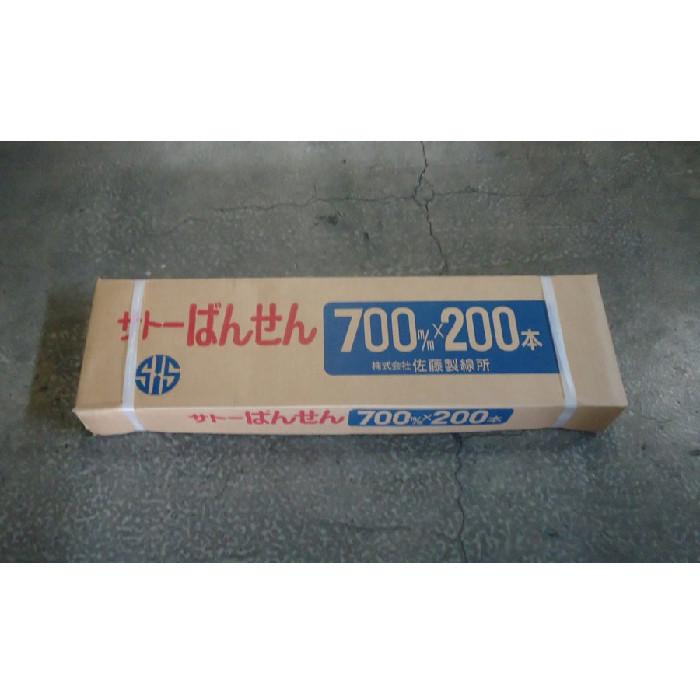 サトーばんせん
700m/m×200本
株式会社 佐藤製線所
SHS
サトーばんせん 700m/m×200本